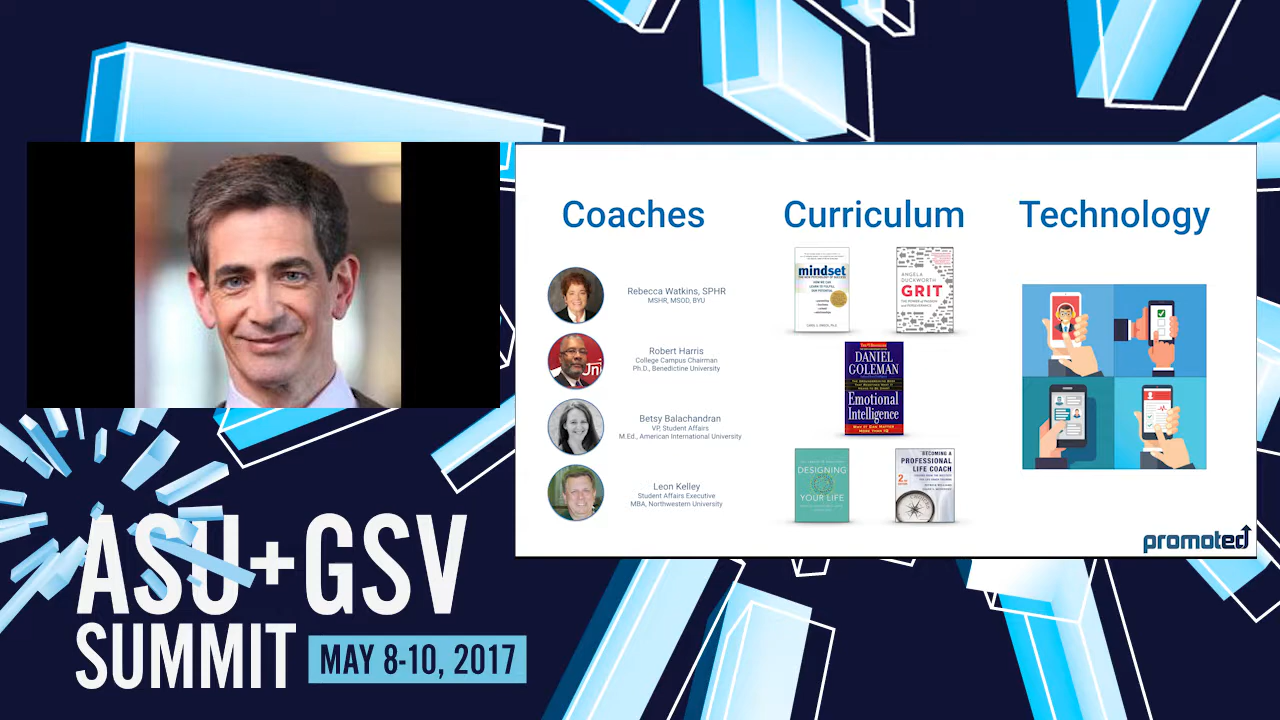 Coaches
Curriculum
Technology
Rebecca Watkins, SPHR
MSHR, MSOD, BYU
Robert Harris
College Campus Chairman
Ph.D., Benedictine University
Betsy Balachandran
VP, Student Affairs
M.Ed., American International University
Leon Kelley
Student Affairs Executive
MBA, Northwestern University
mindset
ANGELA
DUCKWORTH
GRIT
DANIEL
GOLEMAN
Emotional
Intelligence
DESIGNING
YOUR LIFE
BECOMING A
PROFESSIONAL
LIFE COACH
promoted
ASU+GSV
SUMMIT
MAY 8-10, 2017